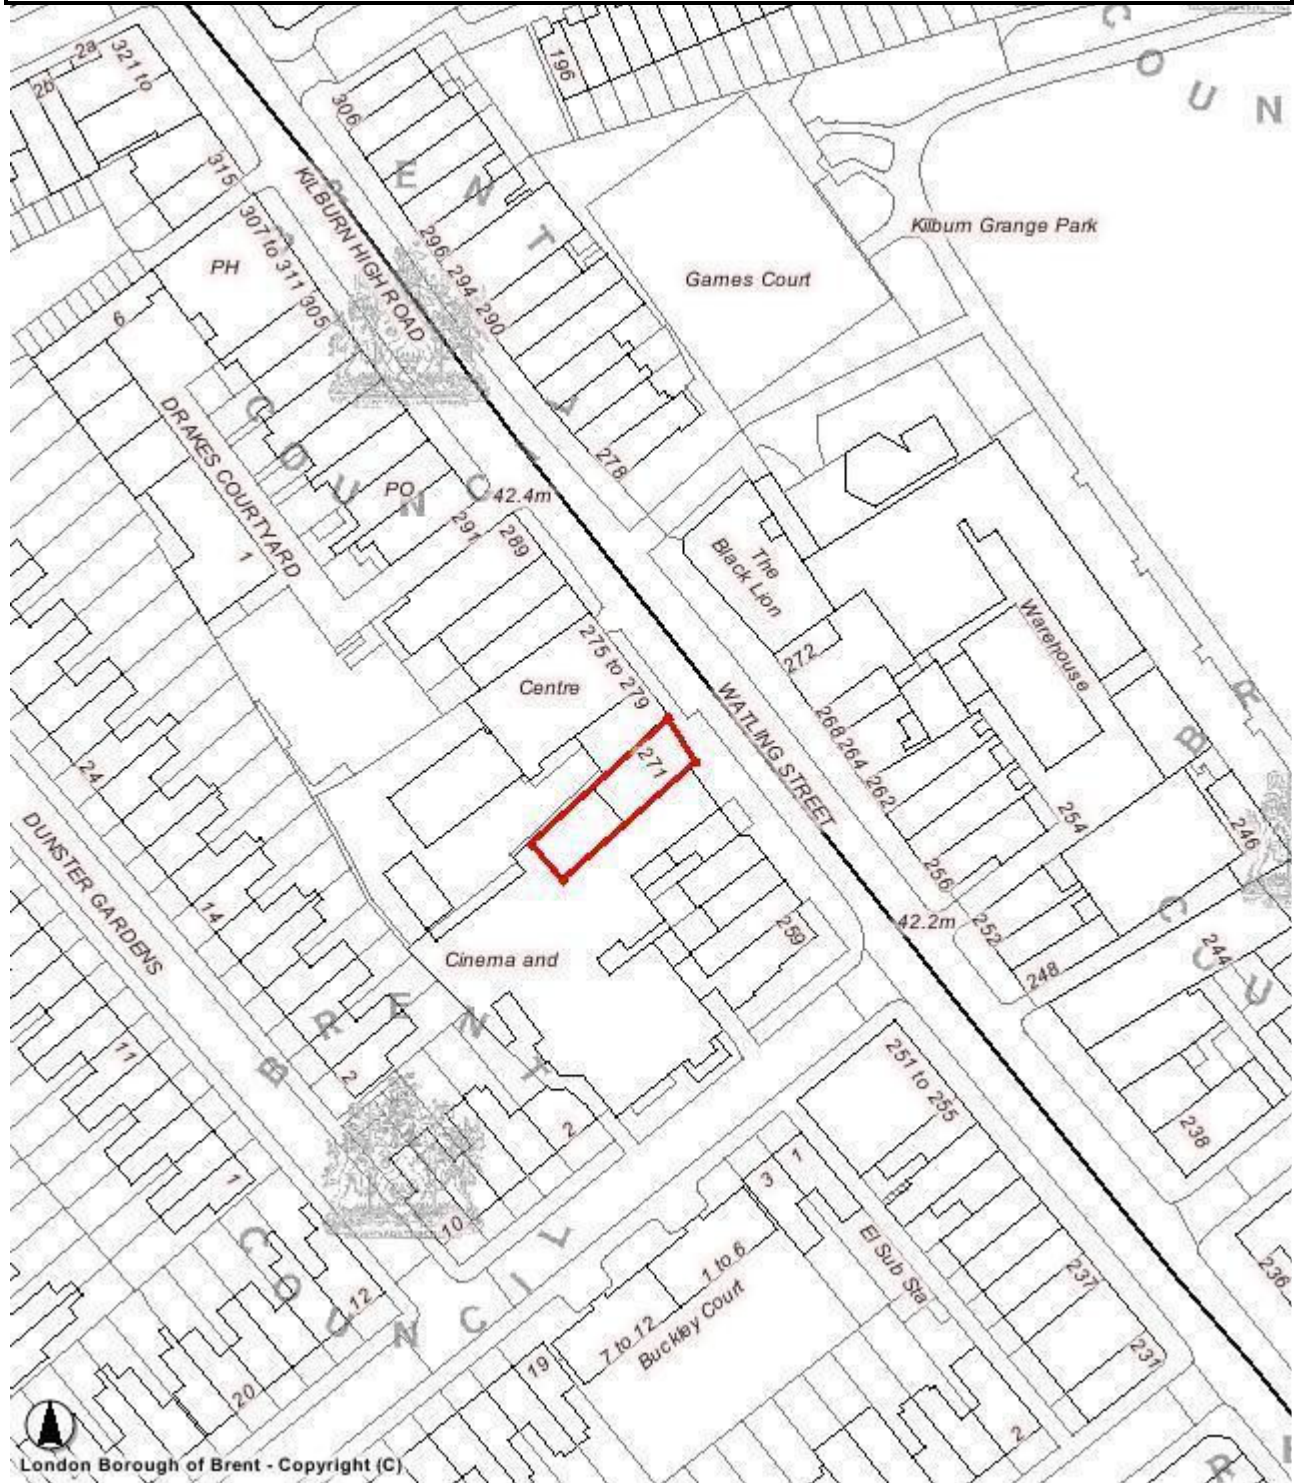 2b
2a
321 to
315
307 to 311
305
PH
6
KILBURN HIGH ROAD
306
196
296
294
290
278
Games Court
Kilburn Grange Park
DRAKES COURTYARD
1
PO
291
289
42.4m
The
Black Lion
272
Warehouse
275 to 279
Centre
271
WATLING STREET
268
264
262
256
254
252
248
246
244
5
42.2m
24
14
DUNSTER GARDENS
2
11
1
Cinema and
259
2
10
12
20
251 to 255
238
236
237
231
1
3
El Sub Sta
1 to 6
7 to 12
Buckley Court
19
2
BRENT
COUNCIL
London Borough of Brent - Copyright (C)